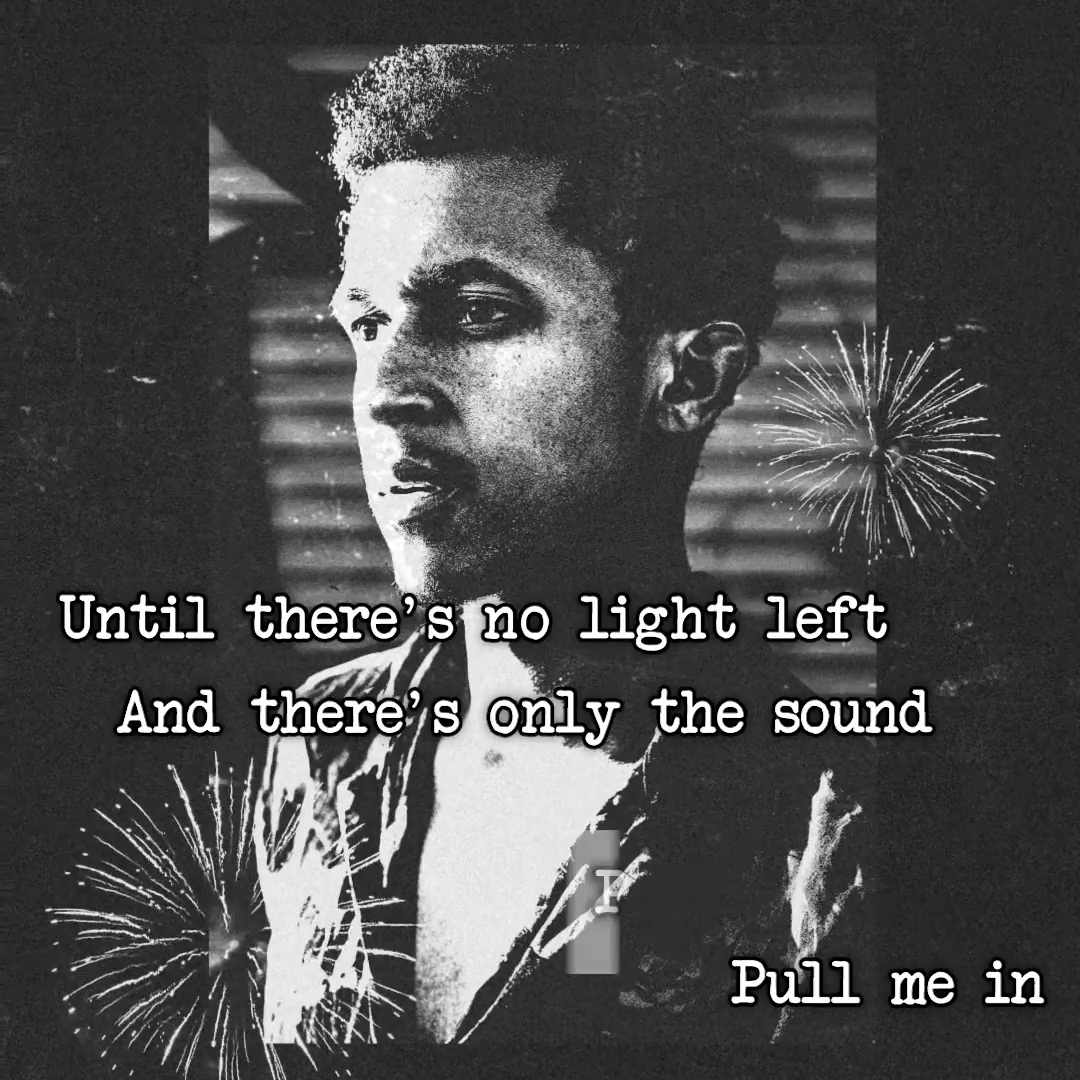 Until there's no light left
And there's only the sound
P
Pull me in